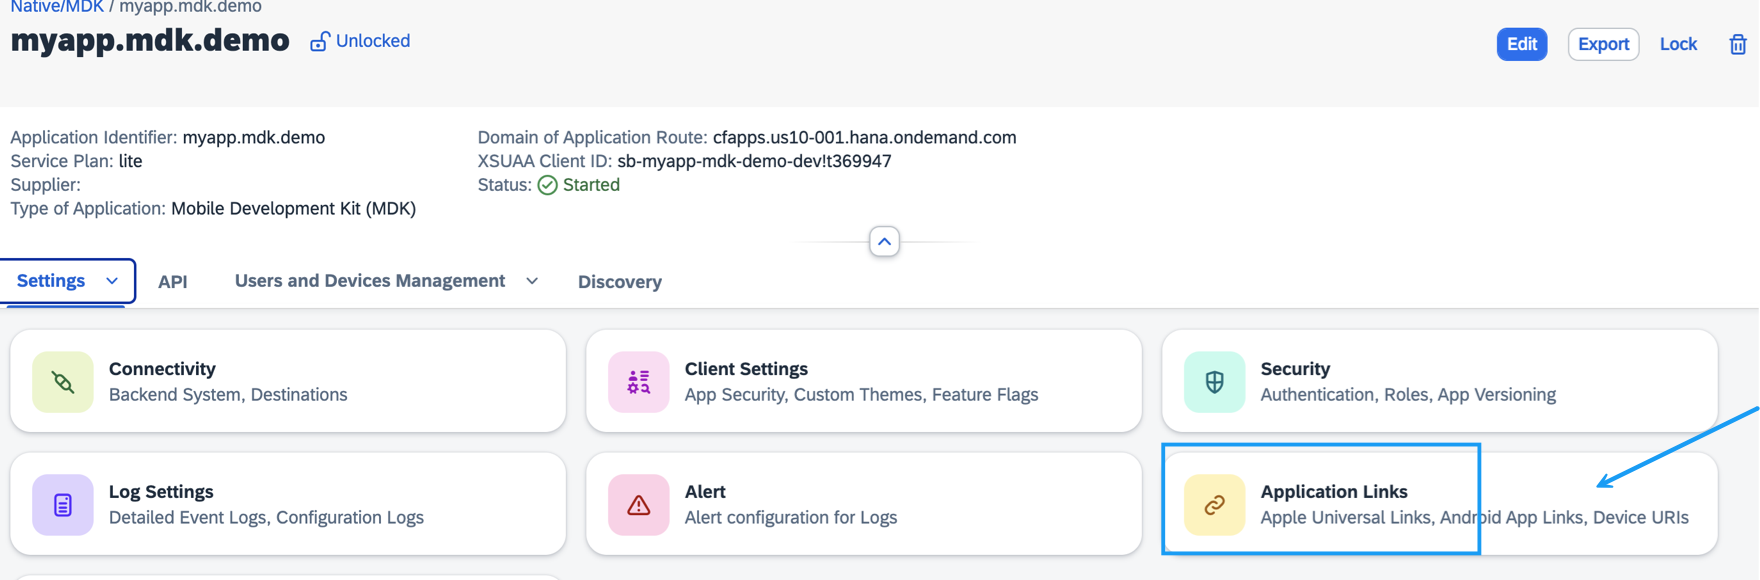 Native/MDK / myapp.mdk.demo
myapp.mdk.demo Unlocked
Edit Export Lock
Application Identifier: myapp.mdk.demo
Service Plan: lite
Supplier:
Type of Application: Mobile Development Kit (MDK)
Domain of Application Route: cfapps.us10-001.hana.ondemand.com
XSUAA Client ID: sb-myapp-mdk-demo-dev!t369947
Status: Started
Settings API Users and Devices Management Discovery
Connectivity
Backend System, Destinations
Client Settings
App Security, Custom Themes, Feature Flags
Security
Authentication, Roles, App Versioning
Log Settings
Detailed Event Logs, Configuration Logs
Alert
Alert configuration for Logs
Application Links
Apple Universal Links, Android App Links, Device URIs